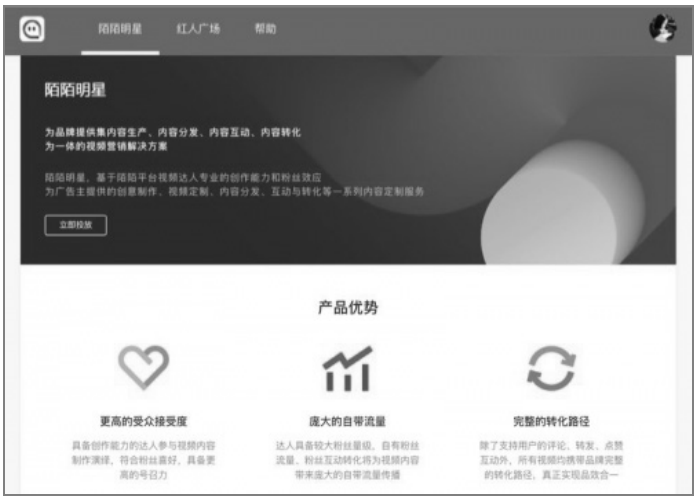 陌陌明星 红人广场 帮助
陌陌明星
为品牌提供集内容生产、内容分发、内容互动、内容转化
为一体的视频营销解决方案
陌陌明星，基于陌陌平台视频达人专业的创作能力和粉丝效应
为广告主提供的创意制作、视频定制、内容分发、互动与转化等一系列内容定制服务
立即投放
产品优势
更高的受众接受度
具备创作能力的达人参与视频内容
制作演绎，符合粉丝喜好，具备更
高的号召力
庞大的自带流量
达人具备较大粉丝量级，自有粉丝
流量、粉丝互动转化将为视频内容
带来庞大的自带流量传播
完整的转化路径
除了支持用户的评论、转发、点赞
互动外，所有视频均携带品牌完整
的转化路径，真正实现品效合一